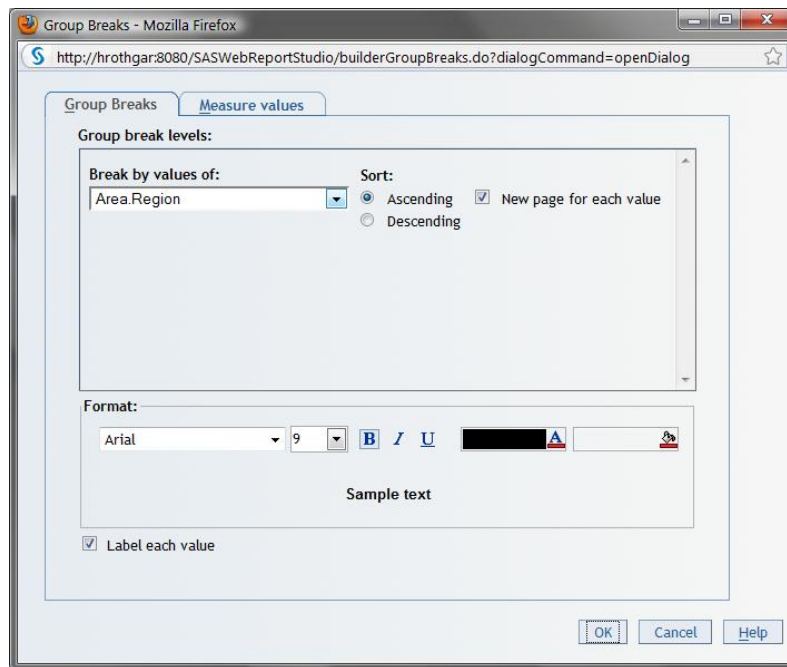 Group Breaks - Mozilla Firefox
http://hrothgar:8080/SASWebReportStudio/builderGroupBreaks.do?dialogCommand=openDialog
Group Breaks Measure values
Group break levels:
Break by values of: Sort:
Area.Region Ascending New page for each value
Descending
Format:
Arial 9 B I U A
Sample text
Label each value
OK Cancel Help